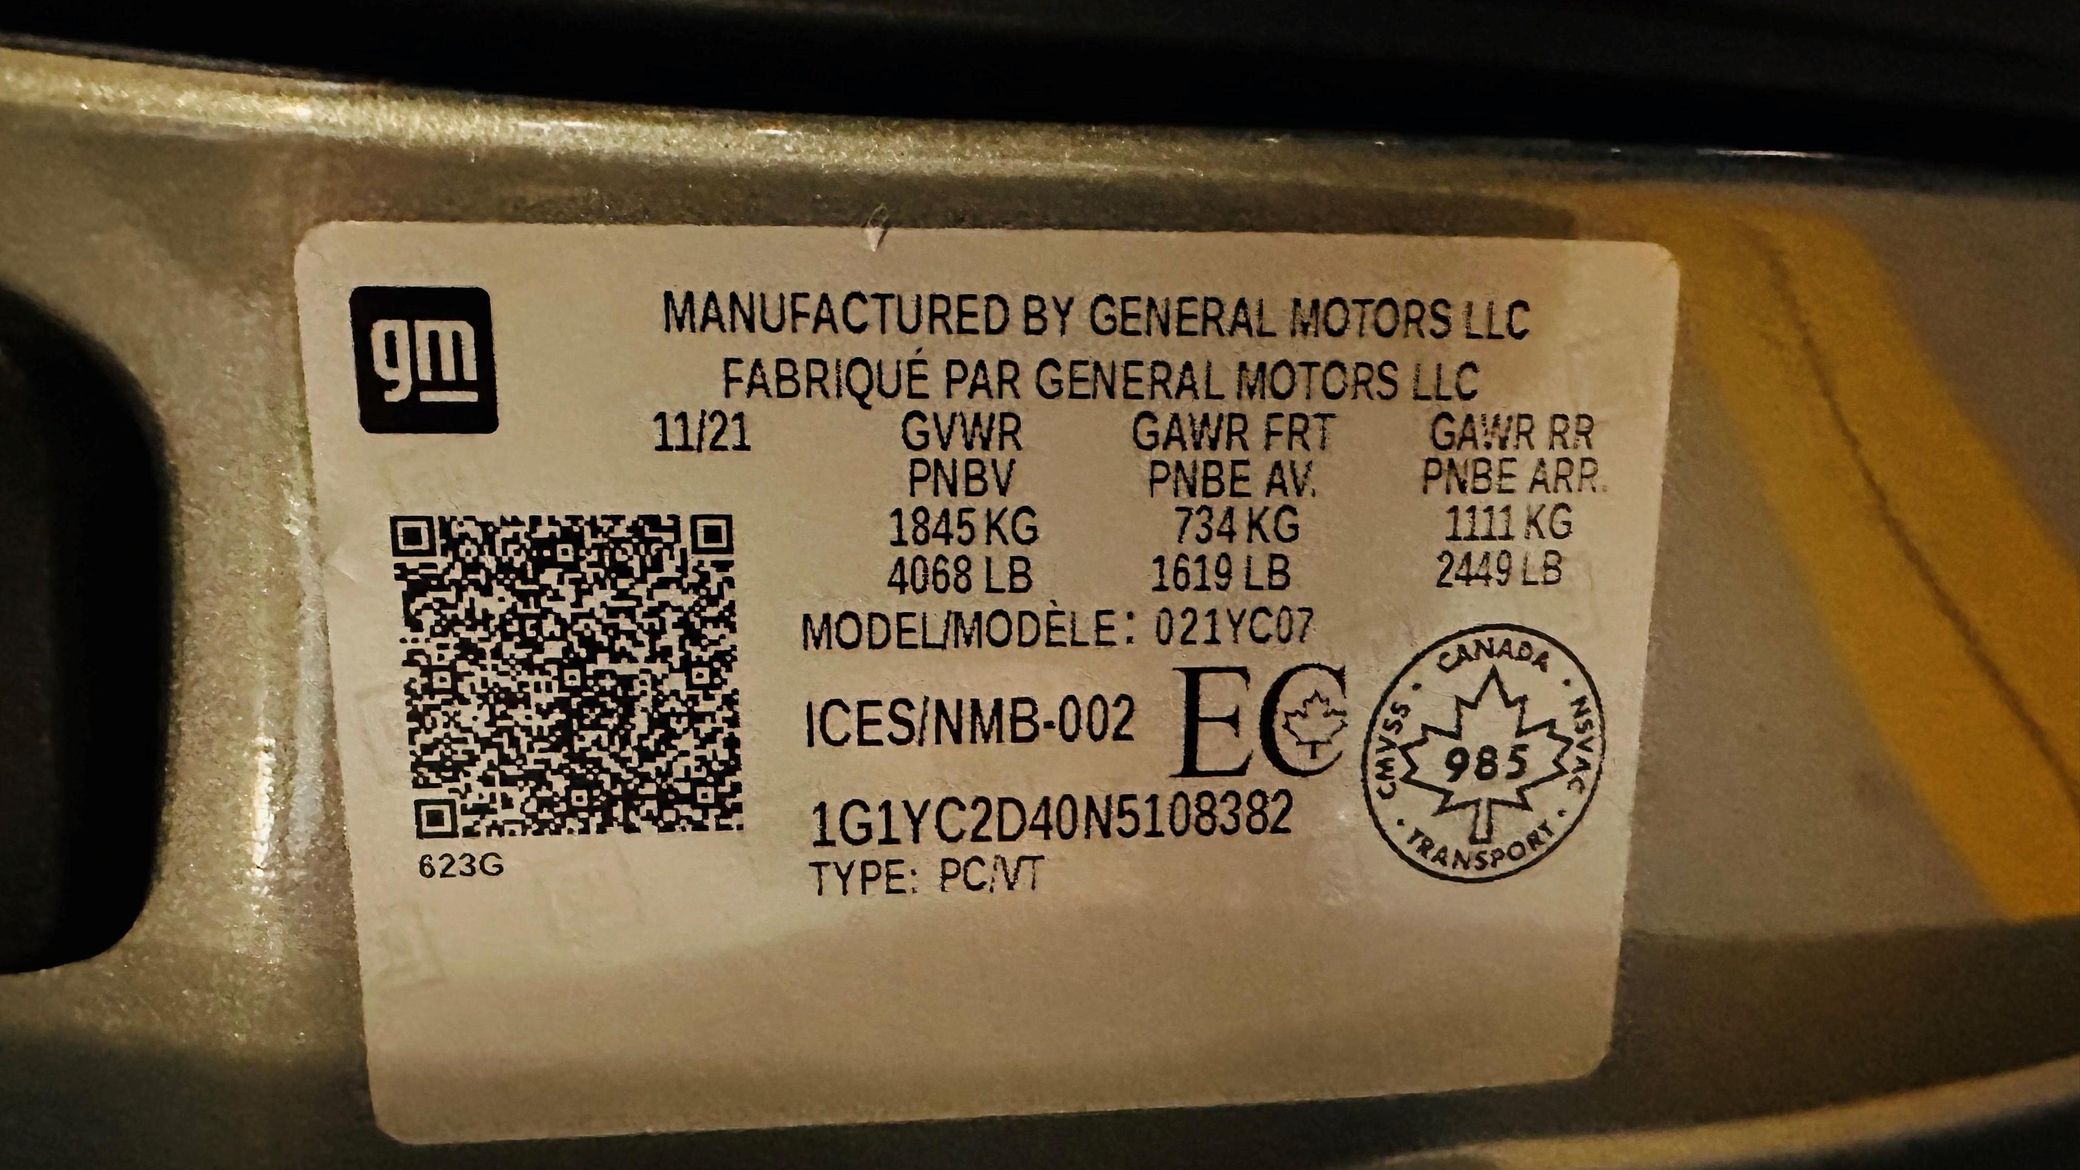 gm
MANUFACTURED BY GENERAL MOTORS LLC
FABRIQUÉ PAR GENERAL MOTORS LLC
11/21 GVWR GAWR FRT GAWR RR
PNBV PNBE AV. PNBE ARR.
1845 KG 734 KG 1111 KG
4068 LB 1619 LB 2449 LB
MODEL/MODÈLE: 021YC07
ICES/NMB-002 EC
CANADA · NSVAC · TRANSPORT · CMVSS ·
985
1G1YC2D40N5108382
TYPE: PC/VT
623G